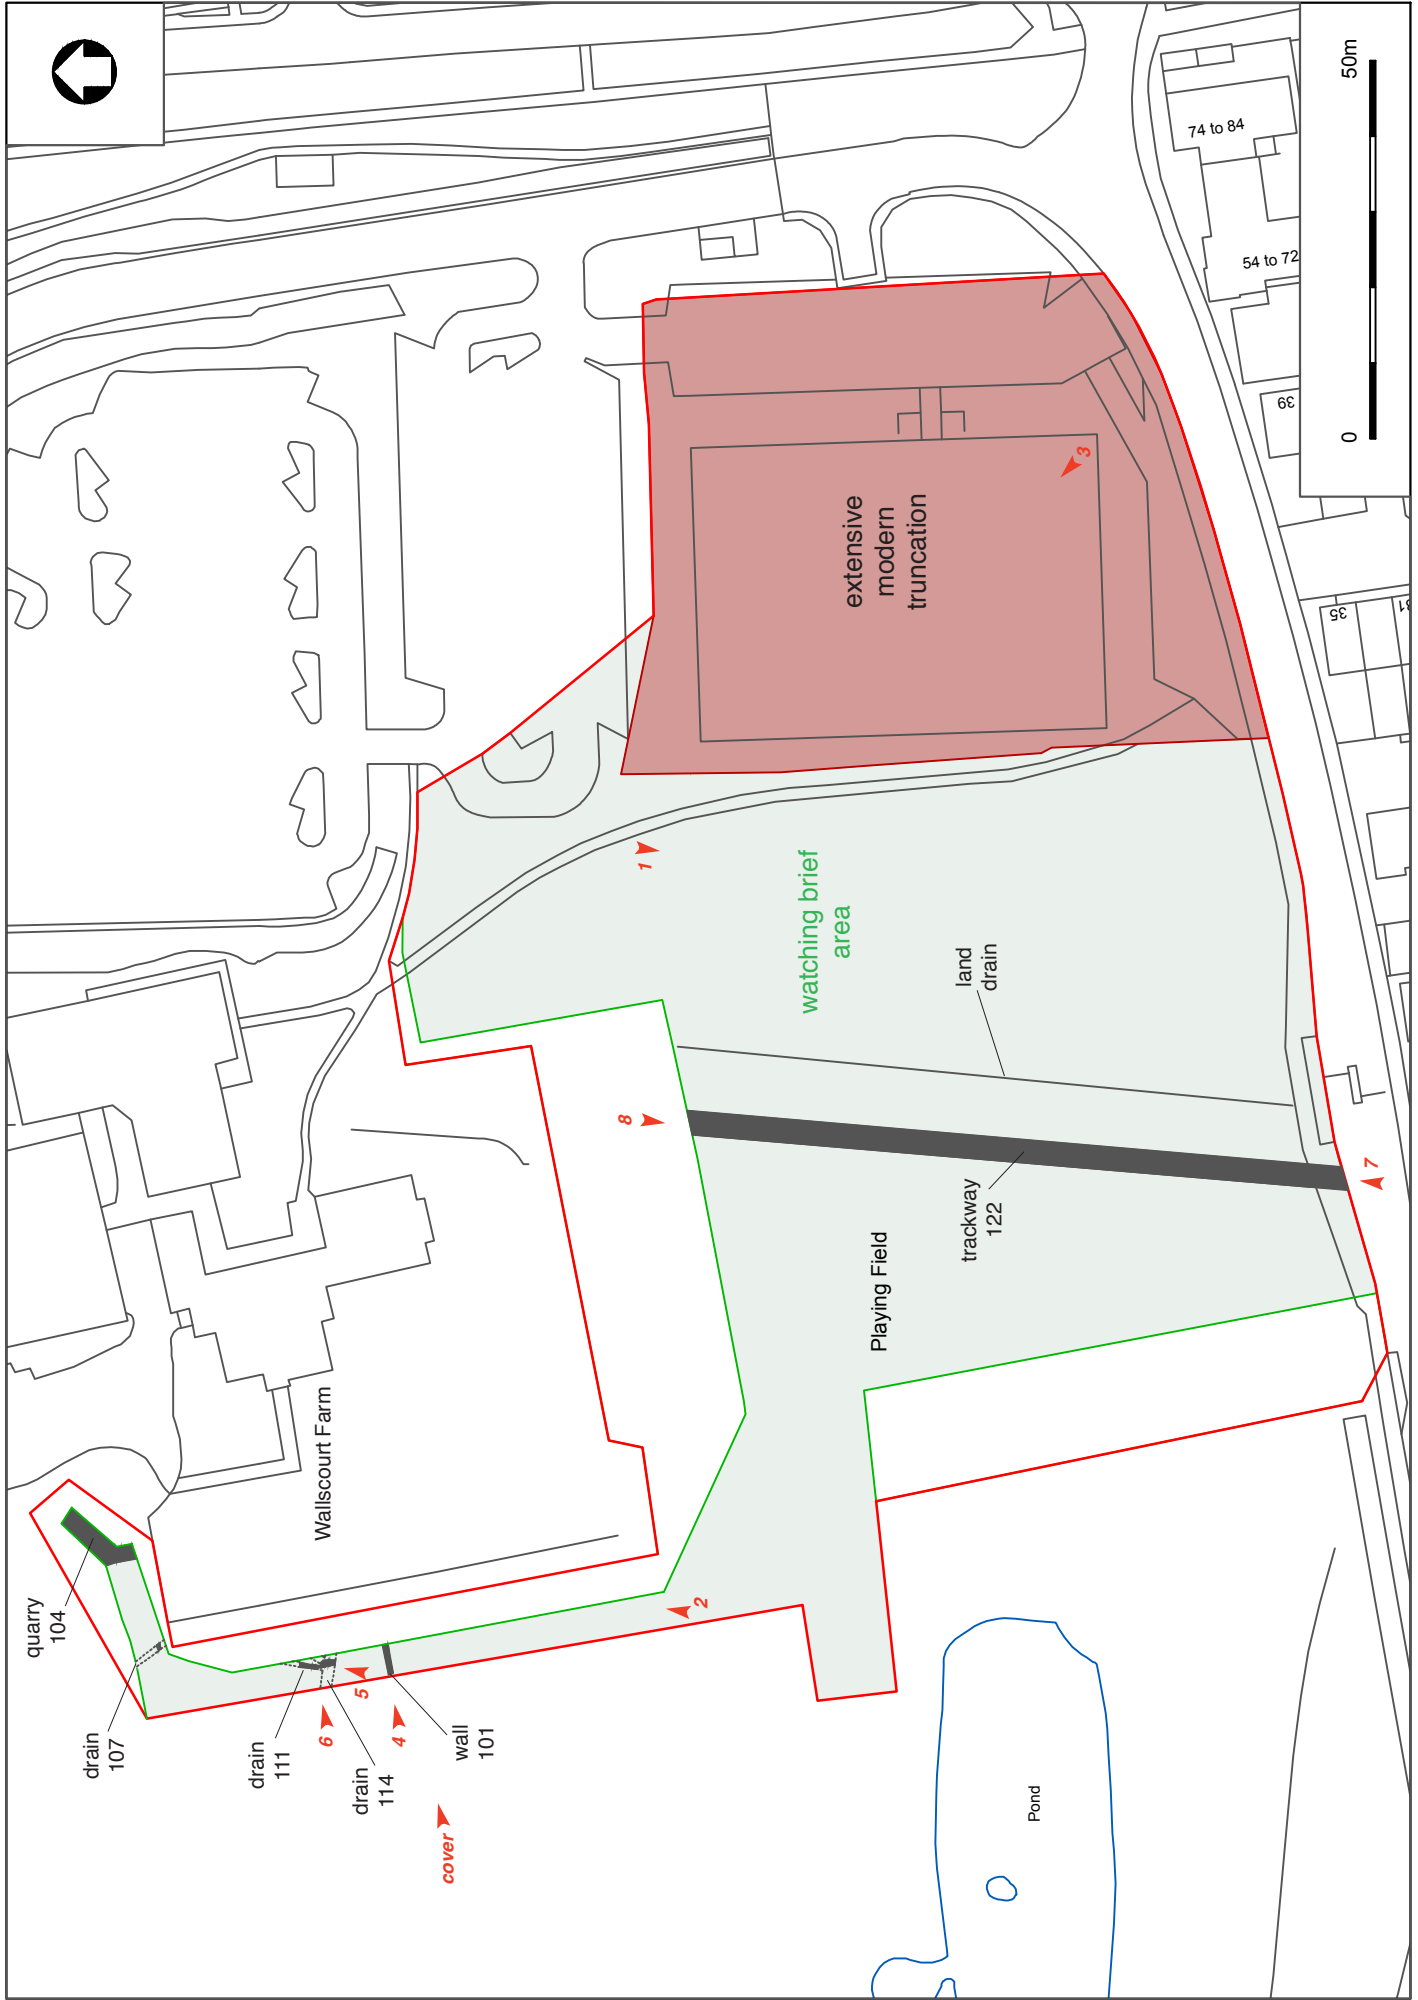 quarry
104
drain
107
drain
111
drain
114
wall
101
cover
6
4
5
2
Wallscourt Farm
8
1
watching brief
area
land
drain
trackway
122
7
Playing Field
Pond
extensive
modern
truncation
3
74 to 84
54 to 72
39
35
0
50m